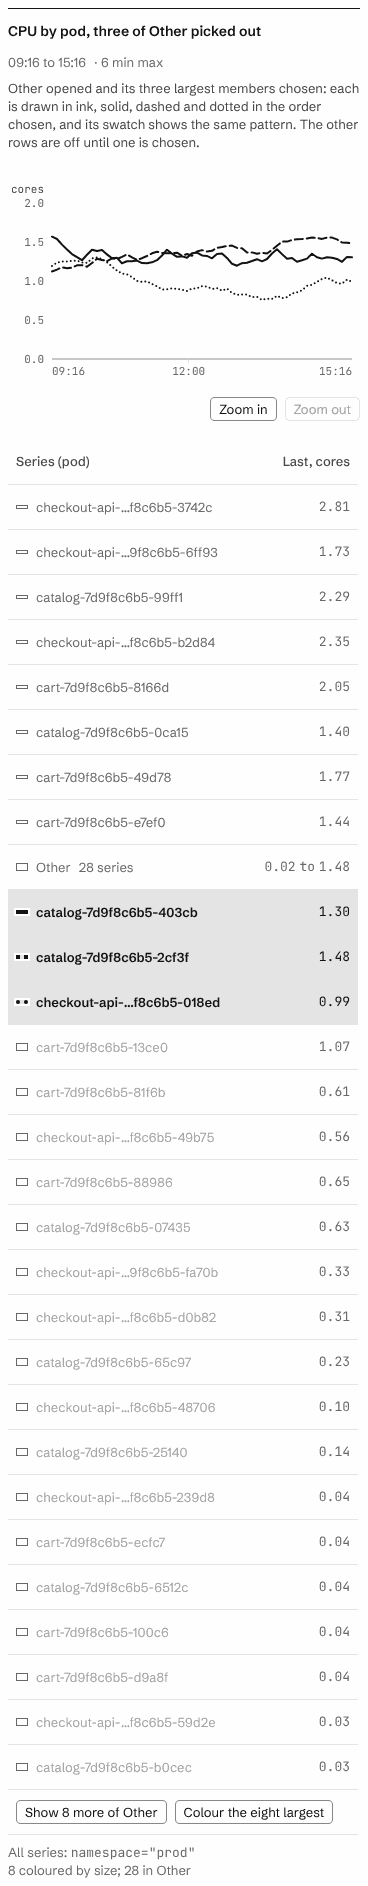 CPU by pod, three of Other picked out
09:16 to 15:16 · 6 min max
Other opened and its three largest members chosen: each
is drawn in ink, solid, dashed and dotted in the order
chosen, and its swatch shows the same pattern. The other
rows are off until one is chosen.
cores
2.0
1.5
1.0
0.5
0.0
09:16 12:00 15:16
Zoom in Zoom out
Series (pod) Last, cores
checkout-api-...f8c6b5-3742c 2.81
checkout-api-...9f8c6b5-6ff93 1.73
catalog-7d9f8c6b5-99ff1 2.29
checkout-api-...f8c6b5-b2d84 2.35
cart-7d9f8c6b5-8166d 2.05
catalog-7d9f8c6b5-0ca15 1.40
cart-7d9f8c6b5-49d78 1.77
cart-7d9f8c6b5-e7ef0 1.44
Other 28 series 0.02 to 1.48
catalog-7d9f8c6b5-403cb 1.30
catalog-7d9f8c6b5-2cf3f 1.48
checkout-api-...f8c6b5-018ed 0.99
cart-7d9f8c6b5-13ce0 1.07
cart-7d9f8c6b5-81f6b 0.61
checkout-api-...f8c6b5-49b75 0.56
cart-7d9f8c6b5-88986 0.65
catalog-7d9f8c6b5-07435 0.63
checkout-api-...9f8c6b5-fa70b 0.33
checkout-api-...f8c6b5-d0b82 0.31
catalog-7d9f8c6b5-65c97 0.23
checkout-api-...f8c6b5-48706 0.10
catalog-7d9f8c6b5-25140 0.14
checkout-api-...f8c6b5-239d8 0.04
cart-7d9f8c6b5-ecfc7 0.04
catalog-7d9f8c6b5-6512c 0.04
cart-7d9f8c6b5-100c6 0.04
cart-7d9f8c6b5-d9a8f 0.04
checkout-api-...f8c6b5-59d2e 0.03
catalog-7d9f8c6b5-b0cec 0.03
Show 8 more of Other Colour the eight largest
All series: namespace="prod"
8 coloured by size; 28 in Other